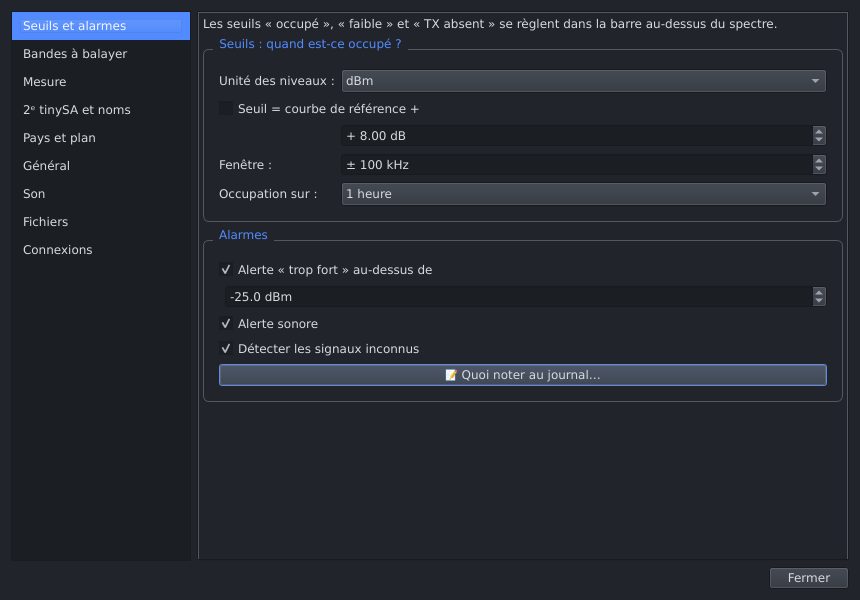 Seuils et alarmes
Bandes à balayer
Mesure
2ᵉ tinySA et noms
Pays et plan
Général
Son
Fichiers
Connexions
Les seuils « occupé », « faible » et « TX absent » se règlent dans la barre au-dessus du spectre.
Seuils : quand est-ce occupé ?
Unité des niveaux : dBm
Seuil = courbe de référence +
+ 8.00 dB
Fenêtre : ± 100 kHz
Occupation sur : 1 heure
Alarmes
Alerte « trop fort » au-dessus de
-25.0 dBm
Alerte sonore
Détecter les signaux inconnus
📝 Quoi noter au journal…
Fermer